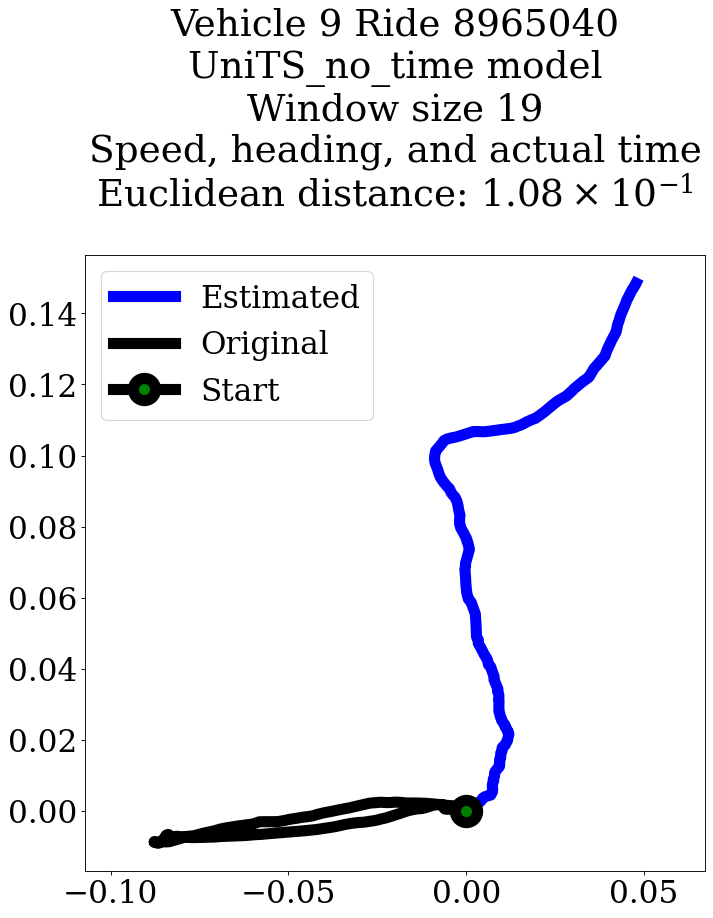 Vehicle 9 Ride 8965040
UniTS_no_time model
Window size 19
Speed, heading, and actual time
Euclidean distance: 1.08 × 10⁻¹
Estimated
Original
Start
0.14
0.12
0.10
0.08
0.06
0.04
0.02
0.00
−0.10 −0.05 0.00 0.05